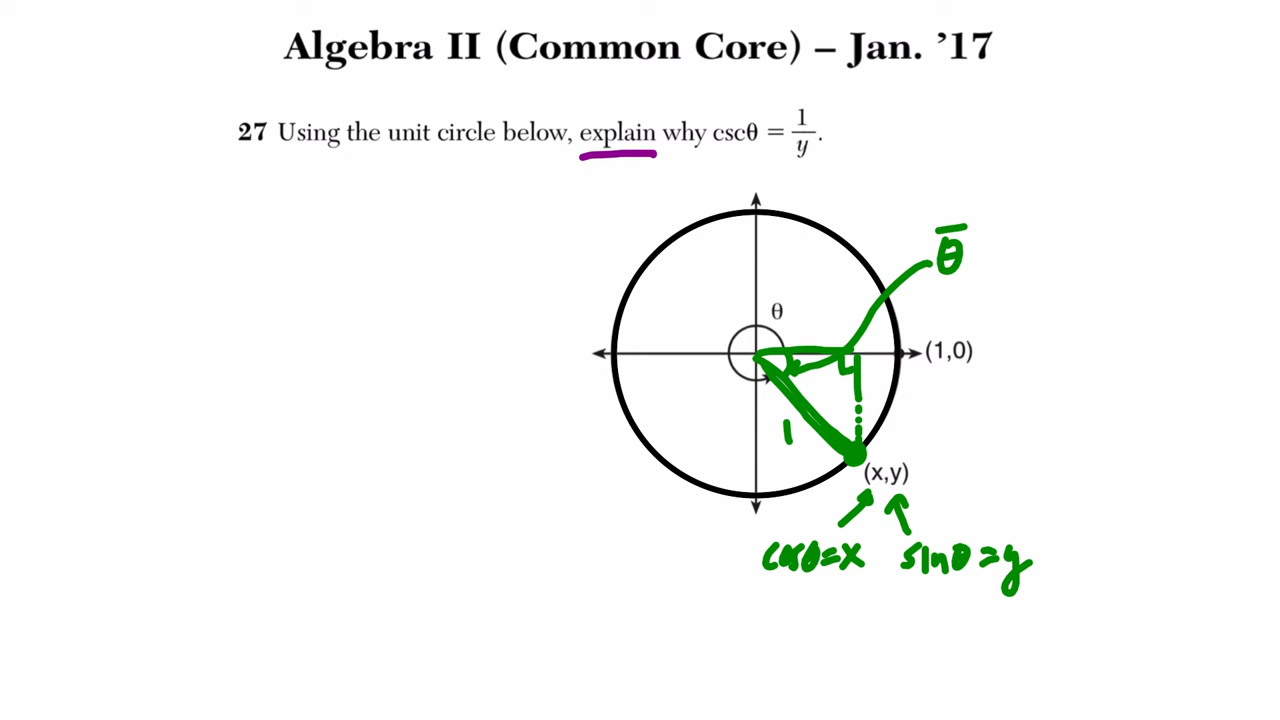 Algebra II (Common Core) – Jan. ’17
27 Using the unit circle below, explain why cscθ = 1/y.
θ̅
θ
(1,0)
1
(x,y)
cosθ=x sinθ=y